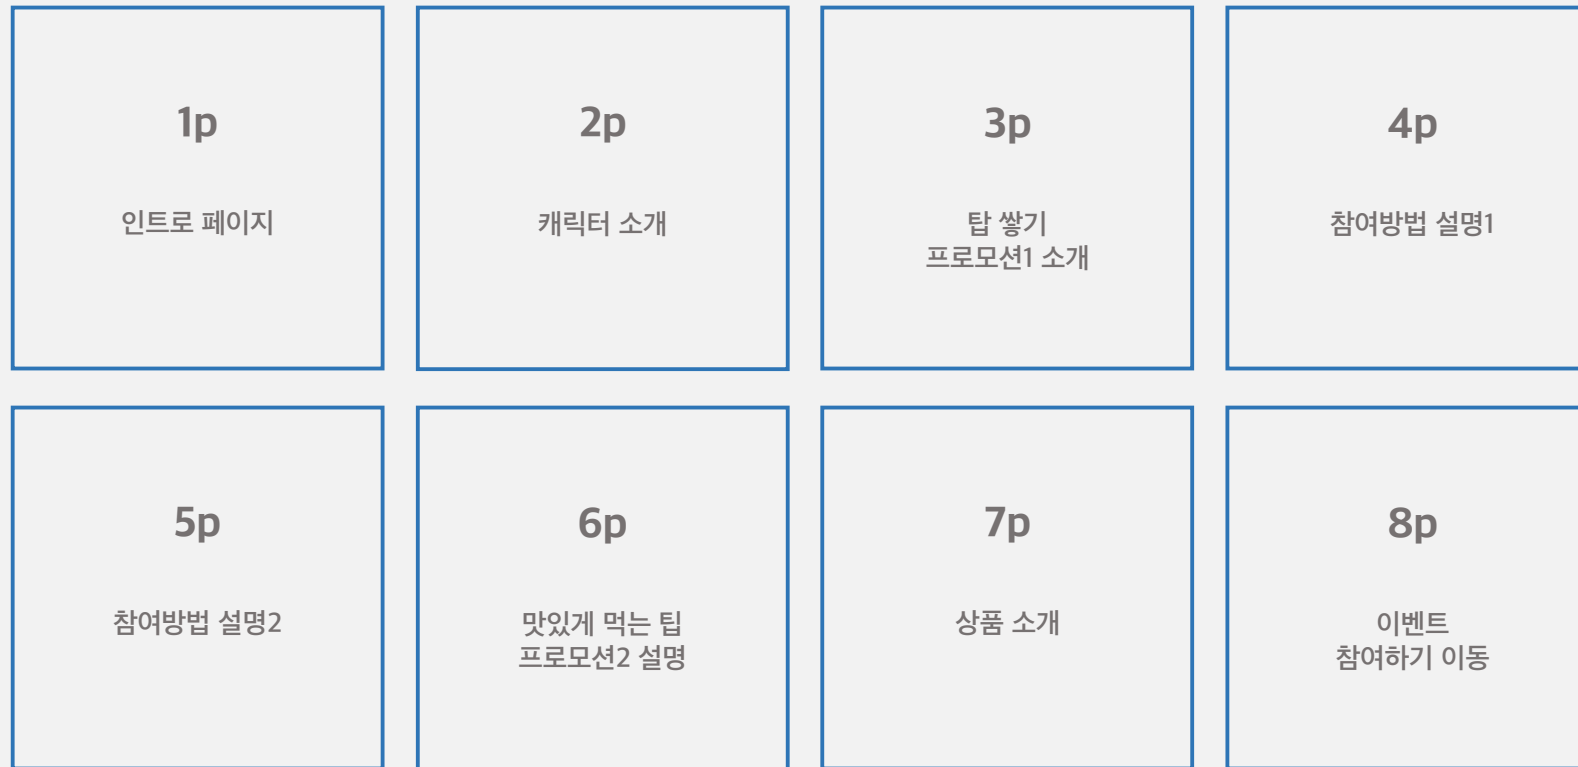 1p
인트로 페이지
2p
캐릭터 소개
3p
탑 쌓기
프로모션1 소개
4p
참여방법 설명1
5p
참여방법 설명2
6p
맛있게 먹는 팁
프로모션2 설명
7p
상품 소개
8p
이벤트
참여하기 이동